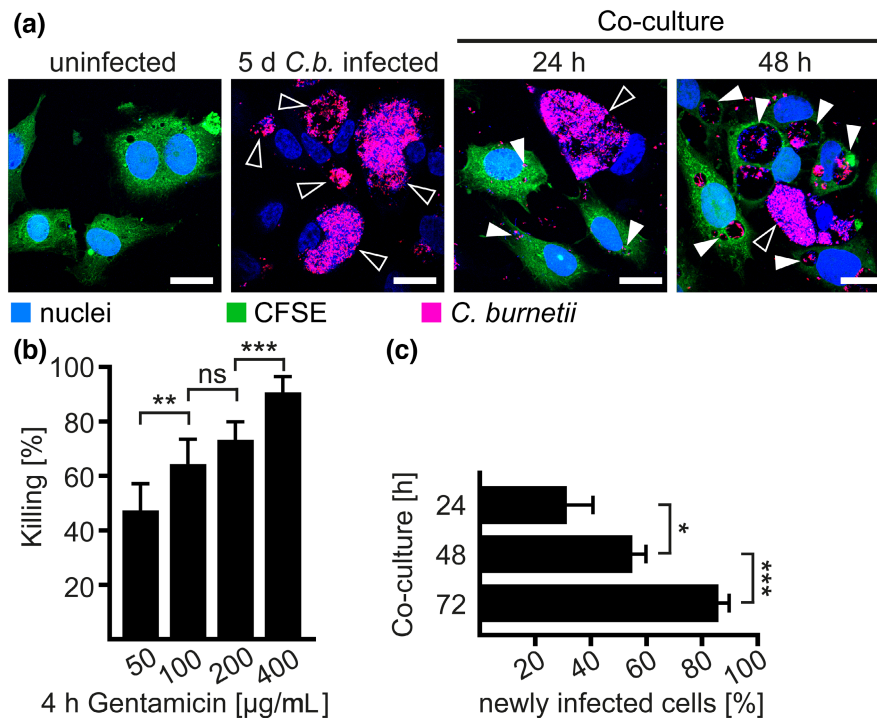 (a)
Co-culture
uninfected
5 d C.b. infected
24 h
48 h
nuclei
CFSE
C. burnetii
(b)
Killing [%]
100
80
60
40
20
**
ns
***
50
100
200
400
4 h Gentamicin [µg/mL]
(c)
Co-culture [h]
24
48
72
*
***
20
40
60
80
100
newly infected cells [%]